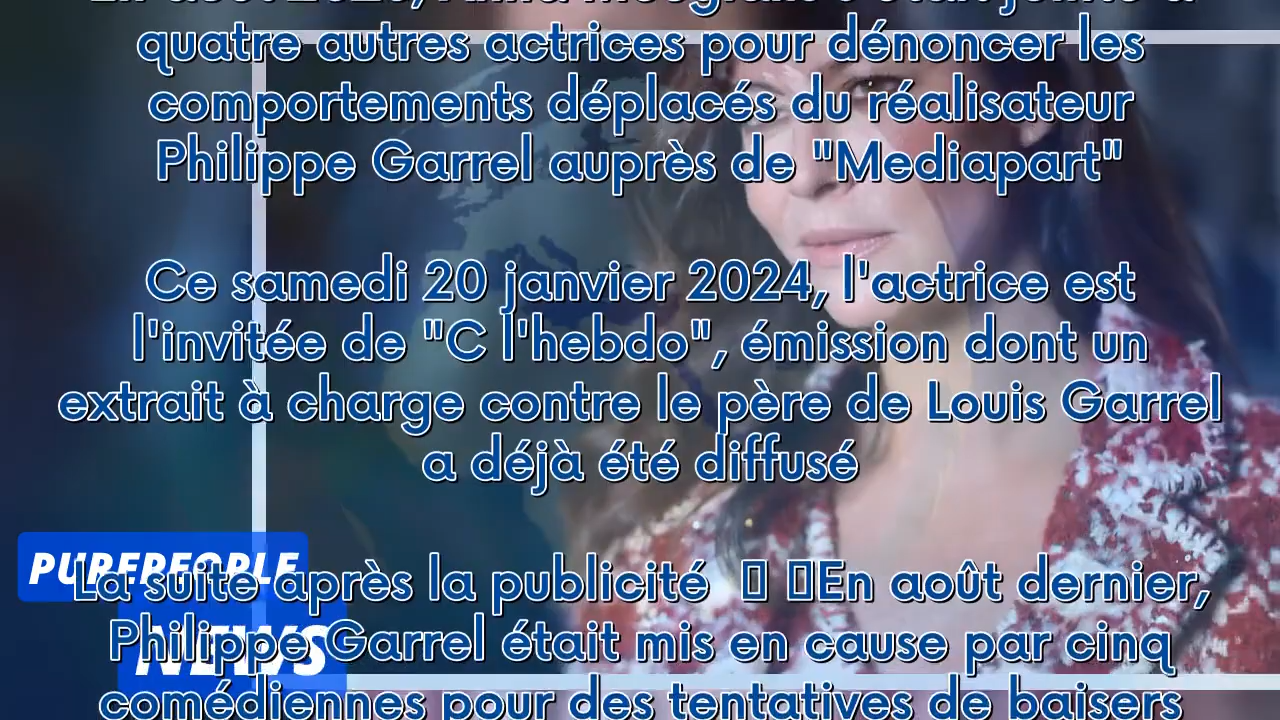 quatre autres actrices pour dénoncer les
comportements déplacés du réalisateur
Philippe Garrel auprès de "Mediapart"
Ce samedi 20 janvier 2024, l'actrice est
l'invitée de "C l'hebdo", émission dont un
extrait à charge contre le père de Louis Garrel
a déjà été diffusé
PUREPEOPLE
La suite après la publicité En août dernier,
NEWS
Philippe Garrel était mis en cause par cinq
comédiennes pour des tentatives de baisers